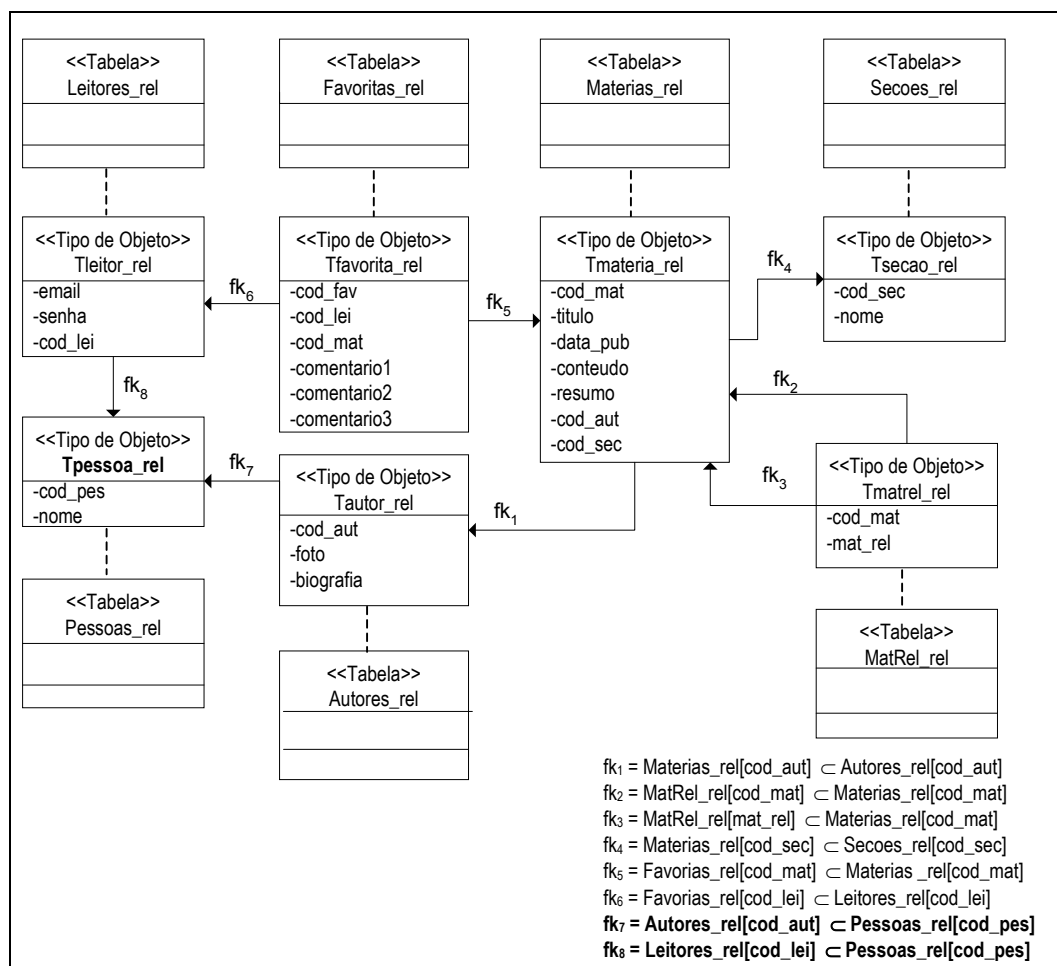 <<Tabela>>
Leitores_rel
<<Tabela>>
Favoritas_rel
<<Tabela>>
Materias_rel
<<Tabela>>
Secoes_rel
<<Tipo de Objeto>>
Tleitor_rel
-email
-senha
-cod_lei
fk6
<<Tipo de Objeto>>
Tfavorita_rel
-cod_fav
-cod_lei
-cod_mat
-comentario1
-comentario2
-comentario3
fk5
<<Tipo de Objeto>>
Tmateria_rel
-cod_mat
-titulo
-data_pub
-conteudo
-resumo
-cod_aut
-cod_sec
fk4
<<Tipo de Objeto>>
Tsecao_rel
-cod_sec
-nome
fk8
fk2
<<Tipo de Objeto>>
Tpessoa_rel
-cod_pes
-nome
fk7
<<Tipo de Objeto>>
Tautor_rel
-cod_aut
-foto
-biografia
fk1
fk3
<<Tipo de Objeto>>
Tmatrel_rel
-cod_mat
-mat_rel
<<Tabela>>
Pessoas_rel
<<Tabela>>
Autores_rel
<<Tabela>>
MatRel_rel
fk1 = Materias_rel[cod_aut] ⊂ Autores_rel[cod_aut]
fk2 = MatRel_rel[cod_mat] ⊂ Materias_rel[cod_mat]
fk3 = MatRel_rel[mat_rel] ⊂ Materias_rel[cod_mat]
fk4 = Materias_rel[cod_sec] ⊂ Secoes_rel[cod_sec]
fk5 = Favorias_rel[cod_mat] ⊂ Materias _rel[cod_mat]
fk6 = Favorias_rel[cod_lei] ⊂ Leitores_rel[cod_lei]
fk7 = Autores_rel[cod_aut] ⊂ Pessoas_rel[cod_pes]
fk8 = Leitores_rel[cod_lei] ⊂ Pessoas_rel[cod_pes]